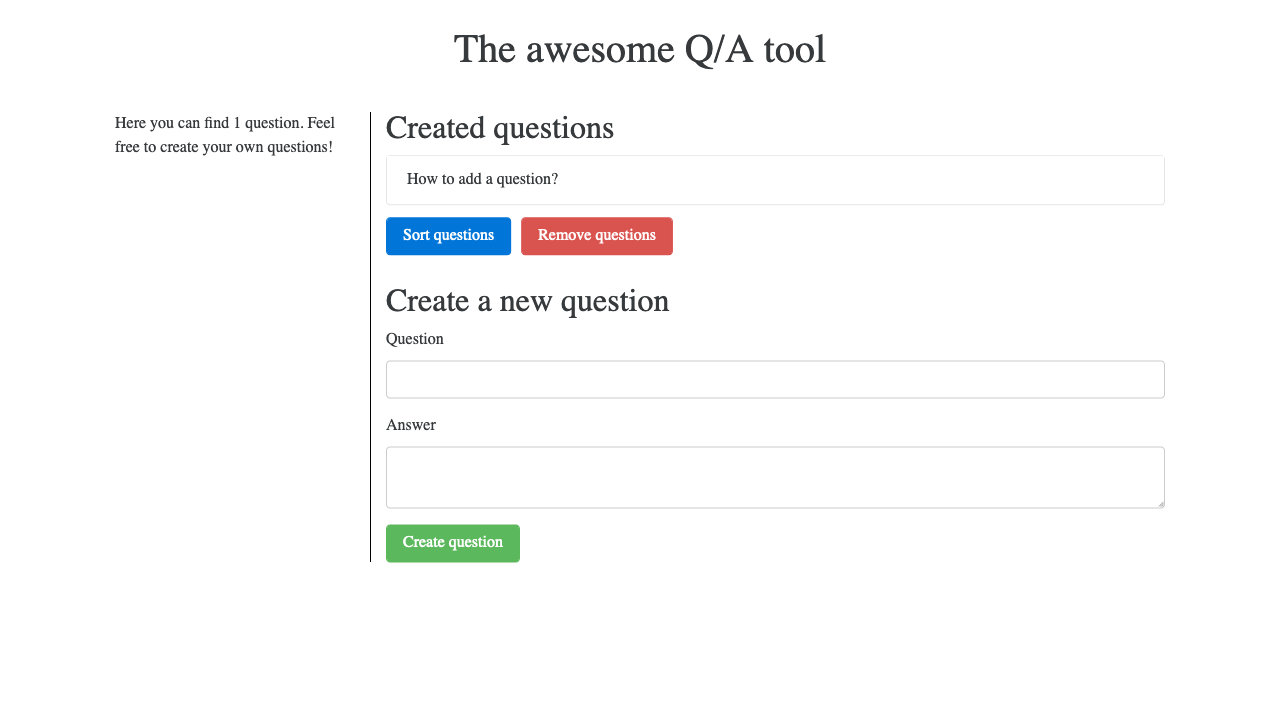 The awesome Q/A tool
Here you can find 1 question. Feel
free to create your own questions!
Created questions
How to add a question?
Sort questions
Remove questions
Create a new question
Question
Answer
Create question